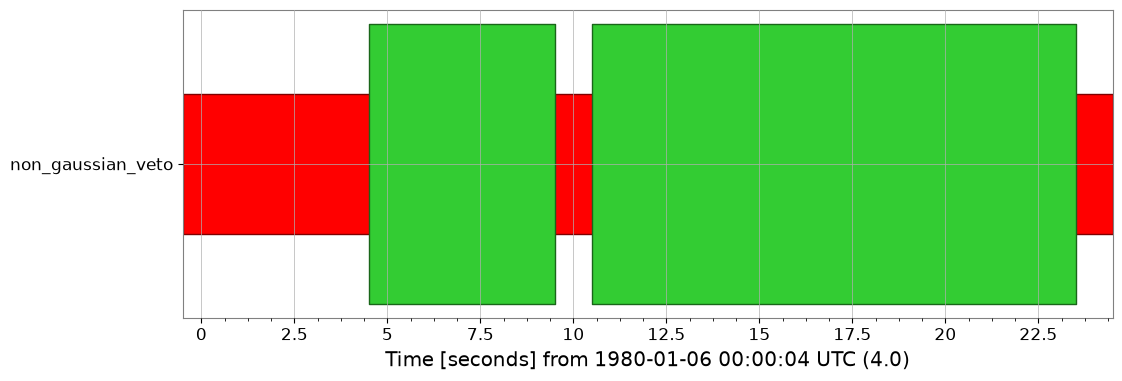 non_gaussian_veto
0 2.5 5 7.5 10 12.5 15 17.5 20 22.5
Time [seconds] from 1980-01-06 00:00:04 UTC (4.0)